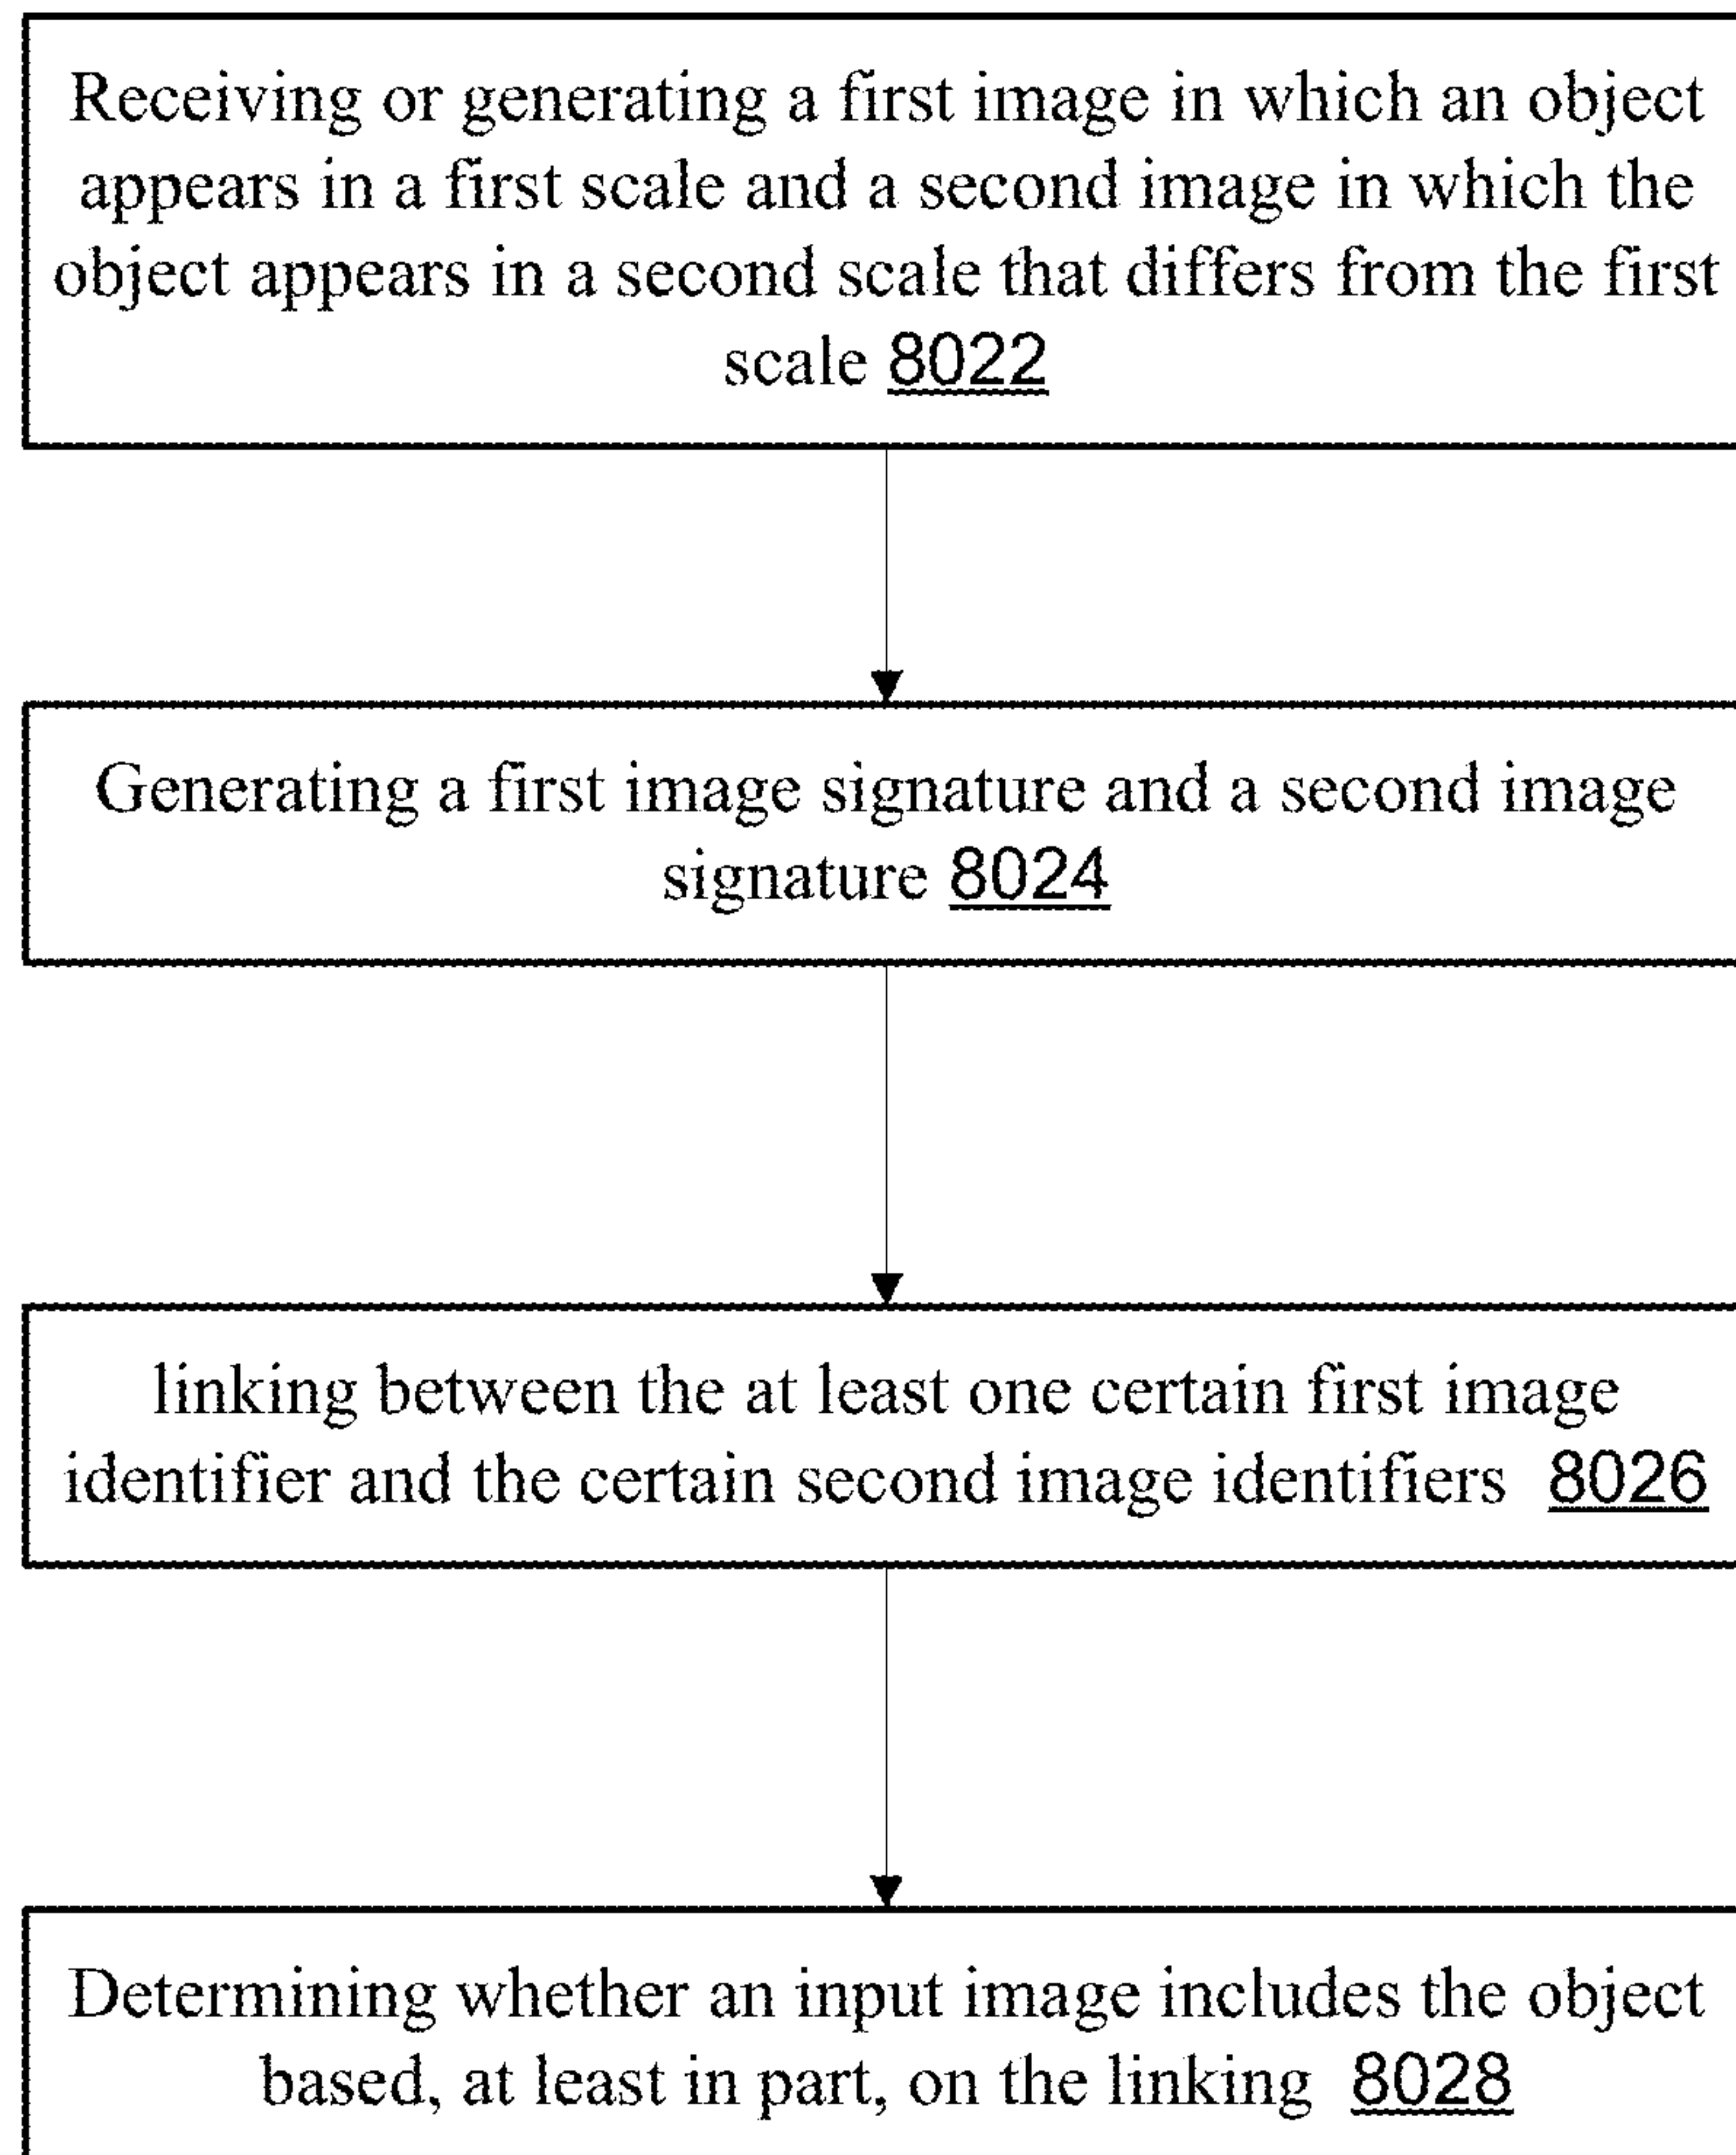 Receiving or generating a first image in which an object
appears in a first scale and a second image in which the
object appears in a second scale that differs from the first
scale 8022
Generating a first image signature and a second image
signature 8024
linking between the at least one certain first image
identifier and the certain second image identifiers 8026
Determining whether an input image includes the object
based, at least in part, on the linking 8028